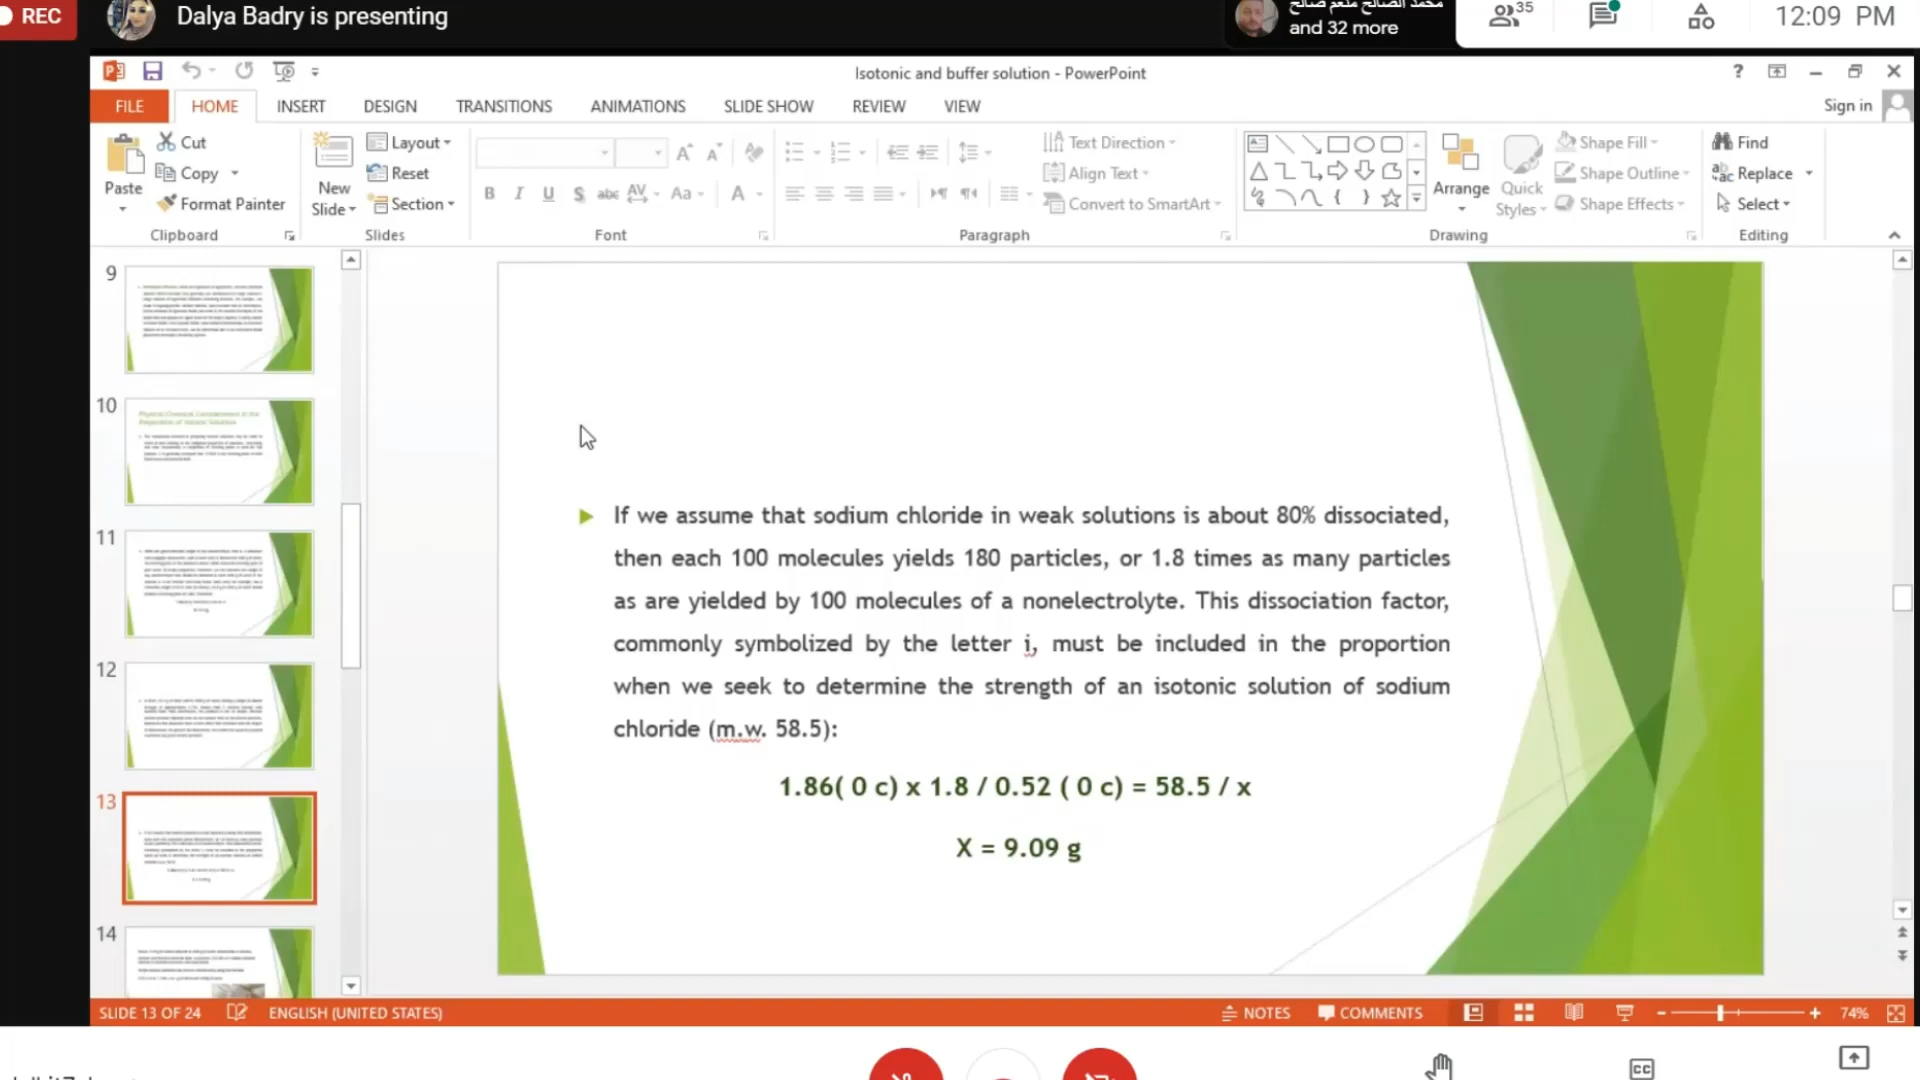 REC
Dalya Badry is presenting
محمد الصالح منعم صالح
and 32 more
35
12:09 PM
Isotonic and buffer solution - PowerPoint
?
FILE
HOME
INSERT
DESIGN
TRANSITIONS
ANIMATIONS
SLIDE SHOW
REVIEW
VIEW
Sign in
Paste
Cut
Copy
Format Painter
Clipboard
New
Slide
Layout
Reset
Section
Slides
B I U S abc AV Aa A
Font
Text Direction
Align Text
Convert to SmartArt
Paragraph
Arrange
Quick
Styles
Shape Fill
Shape Outline
Shape Effects
Drawing
Find
Replace
Select
Editing
9
10
11
12
13
14
If we assume that sodium chloride in weak solutions is about 80% dissociated,
then each 100 molecules yields 180 particles, or 1.8 times as many particles
as are yielded by 100 molecules of a nonelectrolyte. This dissociation factor,
commonly symbolized by the letter i, must be included in the proportion
when we seek to determine the strength of an isotonic solution of sodium
chloride (m.w. 58.5):
1.86( 0 c) x 1.8 / 0.52 ( 0 c) = 58.5 / x
X = 9.09 g
SLIDE 13 OF 24
ENGLISH (UNITED STATES)
NOTES
COMMENTS
74%
CC